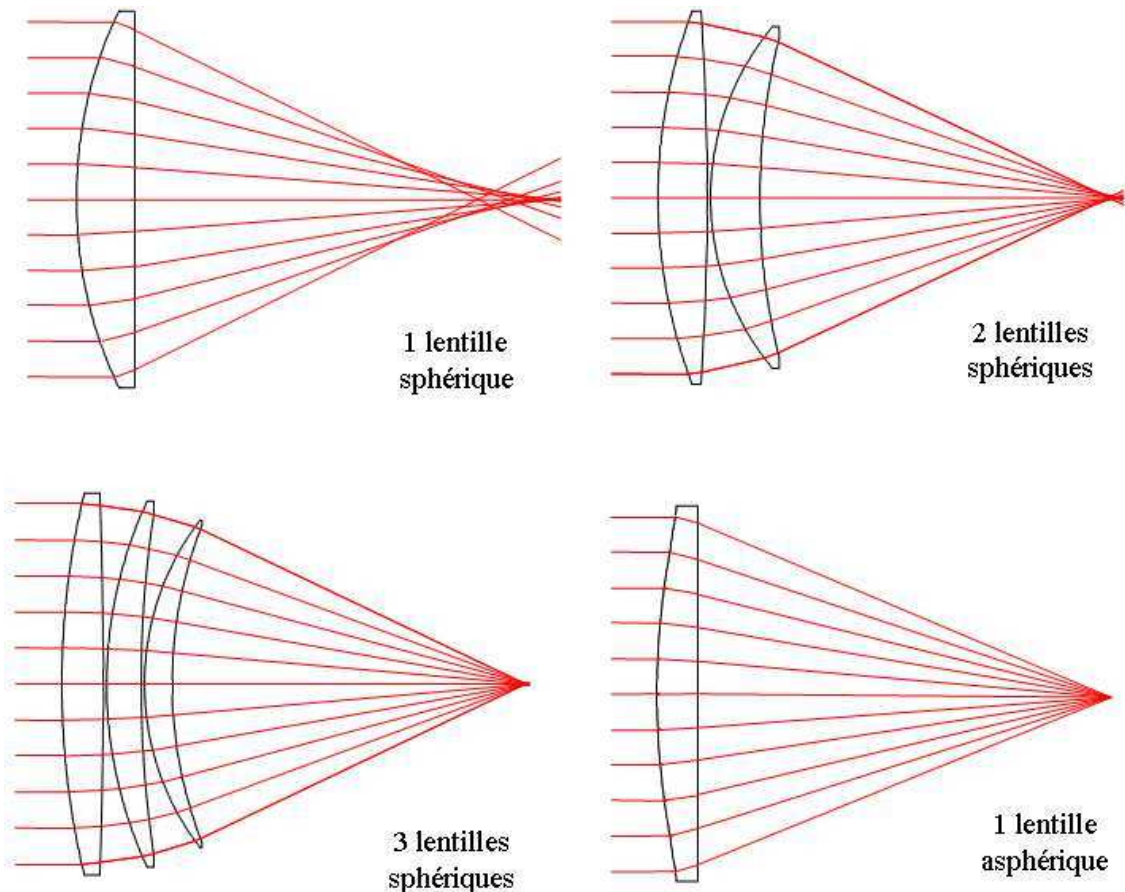 1 lentille
sphérique
2 lentilles
sphériques
3 lentilles
sphériques
1 lentille
asphérique